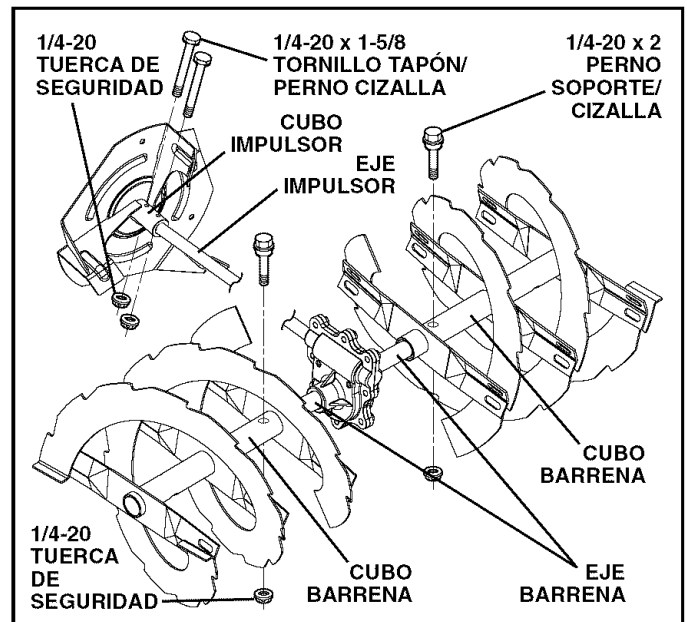 1/4-20
TUERCA DE
SEGURIDAD
1/4-20 x 1-5/8
TORNILLO TAPÓN/
PERNO CIZALLA
1/4-20 x 2
PERNO
SOPORTE/
CIZALLA
CUBO
IMPULSOR
EJE
IMPULSOR
CUBO
BARRENA
1/4-20
TUERCA
DE
SEGURIDAD
CUBO
BARRENA
EJE
BARRENA